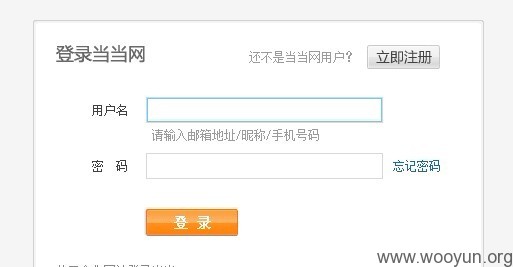 登录当当网
还不是当当网用户？ 立即注册
用户名
请输入邮箱地址/昵称/手机号码
密 码 忘记密码
登 录
www.wooyun.org